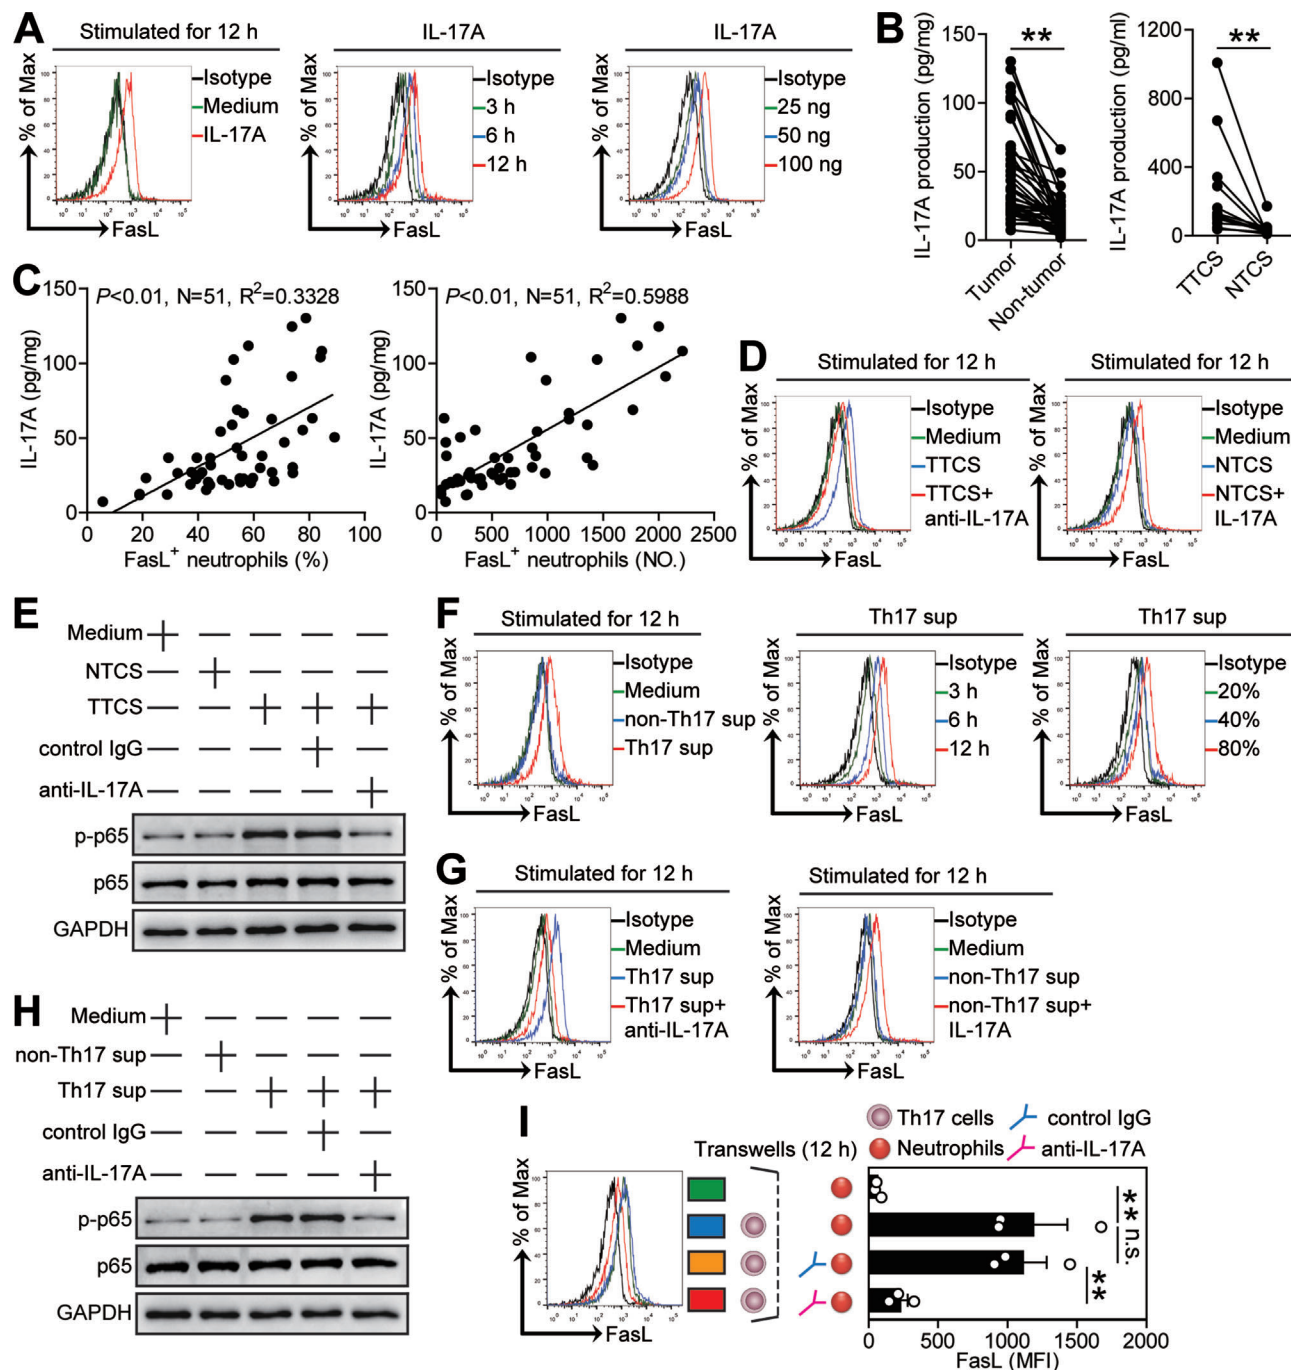 A
Stimulated for 12 h
IL-17A
IL-17A
% of Max
FasL
Isotype
Medium
IL-17A
% of Max
FasL
Isotype
3 h
6 h
12 h
% of Max
FasL
Isotype
25 ng
50 ng
100 ng
B
IL-17A production (pg/mg)
150
100
50
0
**
Tumor
Non-tumor
IL-17A production (pg/ml)
1200
800
400
0
**
TTCS
NTCS
C
P<0.01, N=51, R²=0.3328
IL-17A (pg/mg)
150
100
50
0
0 20 40 60 80 100
FasL⁺ neutrophils (%)
P<0.01, N=51, R²=0.5988
IL-17A (pg/mg)
150
100
50
0
0 500 1000 1500 2000 2500
FasL⁺ neutrophils (NO.)
D
Stimulated for 12 h
% of Max
FasL
Isotype
Medium
TTCS
TTCS+
anti-IL-17A
Stimulated for 12 h
% of Max
FasL
Isotype
Medium
NTCS
NTCS+
IL-17A
E
Medium + — — — —
NTCS — + — — —
TTCS — — + + +
control IgG — — — + —
anti-IL-17A — — — — +
p-p65
p65
GAPDH
F
Stimulated for 12 h
% of Max
FasL
Isotype
Medium
non-Th17 sup
Th17 sup
Th17 sup
% of Max
FasL
Isotype
3 h
6 h
12 h
Th17 sup
% of Max
FasL
Isotype
20%
40%
80%
G
Stimulated for 12 h
% of Max
FasL
Isotype
Medium
Th17 sup
Th17 sup+
anti-IL-17A
Stimulated for 12 h
% of Max
FasL
Isotype
Medium
non-Th17 sup
non-Th17 sup+
IL-17A
H
Medium + — — — —
non-Th17 sup — + — — —
Th17 sup — — + + +
control IgG — — — + —
anti-IL-17A — — — — +
p-p65
p65
GAPDH
I
Th17 cells
control IgG
Neutrophils
anti-IL-17A
Transwells (12 h)
% of Max
FasL
**
n.s.
**
0 500 1000 1500 2000
FasL (MFI)